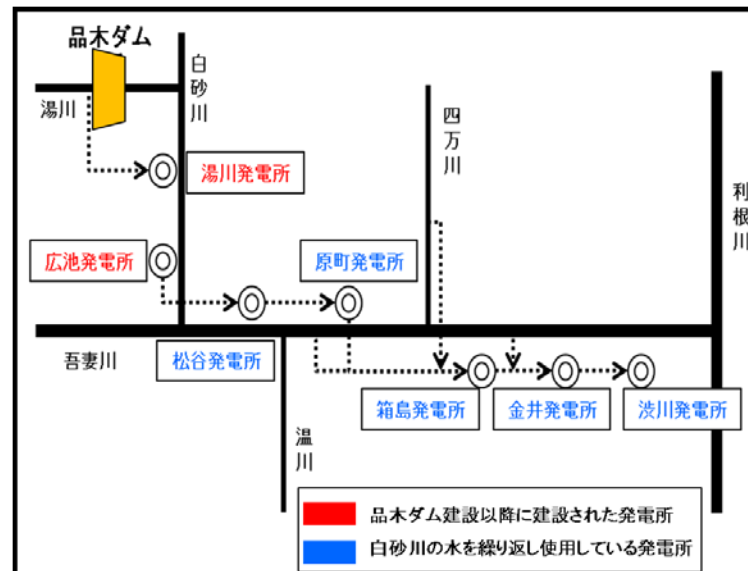 品木ダム
白砂川
湯川
四万川
湯川発電所
利根川
広池発電所
原町発電所
吾妻川
松谷発電所
箱島発電所
金井発電所
渋川発電所
温川
品木ダム建設以降に建設された発電所
白砂川の水を繰り返し使用している発電所